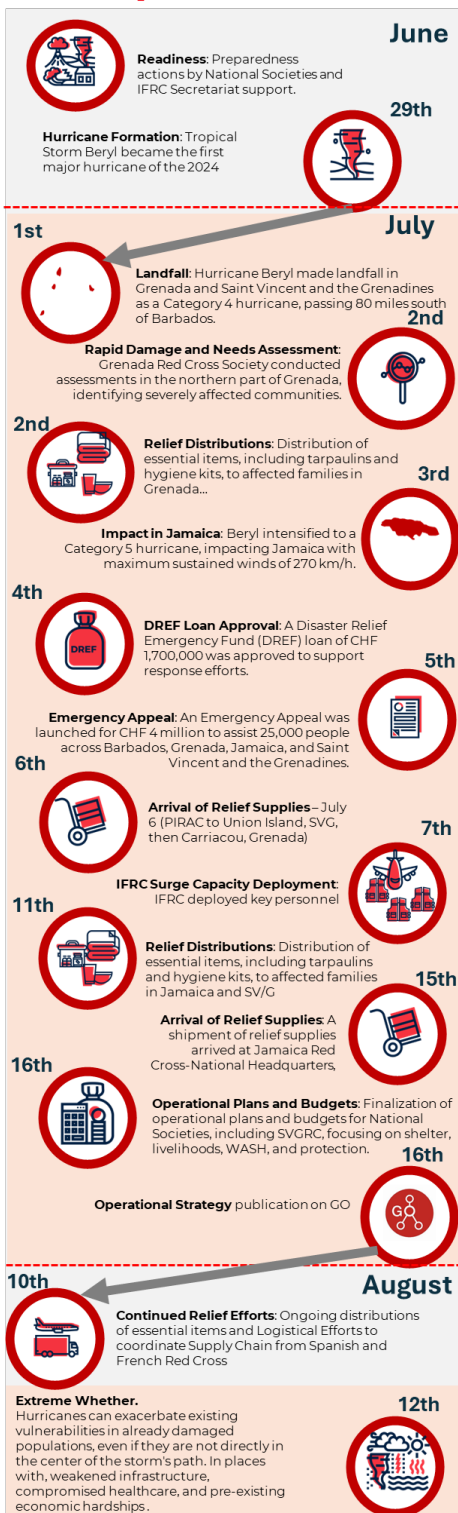 June
Readiness: Preparedness
actions by National Societies and
IFRC Secretariat support.
29th
Hurricane Formation: Tropical
Storm Beryl became the first
major hurricane of the 2024
July
1st
Landfall: Hurricane Beryl made landfall in
Grenada and Saint Vincent and the Grenadines
as a Category 4 hurricane, passing 80 miles south
of Barbados.
2nd
Rapid Damage and Needs Assessment:
Grenada Red Cross Society conducted
assessments in the northern part of Grenada,
identifying severely affected communities.
2nd
Relief Distributions: Distribution of
essential items, including tarpaulins and
hygiene kits, to affected families in
Grenada...
3rd
Impact in Jamaica: Beryl intensified to a
Category 5 hurricane, impacting Jamaica with
maximum sustained winds of 270 km/h.
4th
DREF
DREF Loan Approval: A Disaster Relief
Emergency Fund (DREF) loan of CHF
1,700,000 was approved to support
response efforts.
5th
Emergency Appeal: An Emergency Appeal was
launched for CHF 4 million to assist 25,000 people
across Barbados, Grenada, Jamaica, and Saint
Vincent and the Grenadines.
6th
Arrival of Relief Supplies – July
6 (PIRAC to Union Island, SVG,
then Carriacou, Grenada)
7th
IFRC Surge Capacity Deployment:
IFRC deployed key personnel
11th
Relief Distributions: Distribution of
essential items, including tarpaulins
and hygiene kits, to affected families
in Jamaica and SV/G
15th
Arrival of Relief Supplies: A
shipment of relief supplies
arrived at Jamaica Red
Cross-National Headquarters,
16th
Operational Plans and Budgets: Finalization of
operational plans and budgets for National
Societies, including SVGRC, focusing on shelter,
livelihoods, WASH, and protection.
16th
Operational Strategy publication on GO
GO
August
10th
Continued Relief Efforts: Ongoing distributions
of essential items and Logistical Efforts to
coordinate Supply Chain from Spanish and
French Red Cross
12th
Extreme Whether.
Hurricanes can exacerbate existing
vulnerabilities in already damaged
populations, even if they are not directly in
the center of the storm's path. In places
with, weakened infrastructure,
compromised healthcare, and pre-existing
economic hardships.